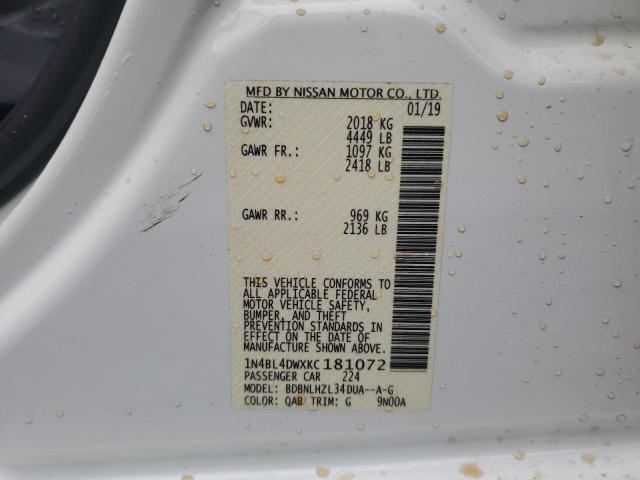 MFD BY NISSAN MOTOR CO., LTD.
DATE: 01/19
GVWR: 2018 KG
4449 LB
GAWR FR.: 1097 KG
2418 LB
GAWR RR.: 969 KG
2136 LB
THIS VEHICLE CONFORMS TO
ALL APPLICABLE FEDERAL
MOTOR VEHICLE SAFETY,
BUMPER, AND THEFT
PREVENTION STANDARDS IN
EFFECT ON THE DATE OF
MANUFACTURE SHOWN ABOVE.
1N4BL4DWXKC181072
PASSENGER CAR 224
MODEL: BDBNLHZL34DUA--A-G
COLOR: QAB TRIM: G 9N00A